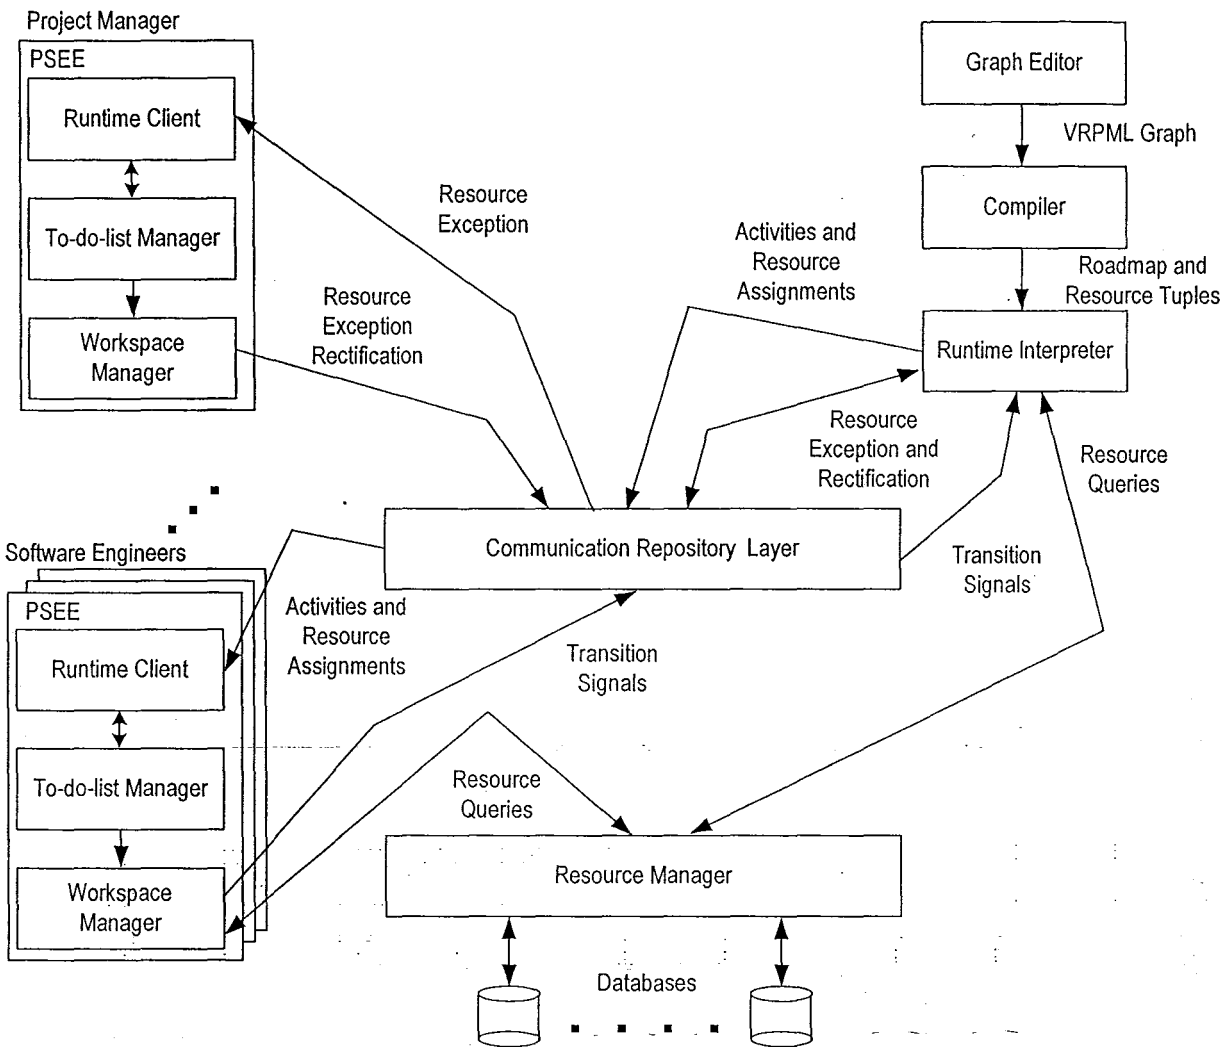 Project Manager
PSEE
Runtime Client
To-do-list Manager
Workspace
Manager
Resource
Exception
Resource
Exception
Rectification
Graph Editor
VRPML Graph
Compiler
Roadmap and
Resource Tuples
Runtime Interpreter
Activities and
Resource
Assignments
Resource
Exception and
Rectification
Resource
Queries
Transition
Signals
Communication Repository Layer
Software Engineers
PSEE
Runtime Client
To-do-list Manager
Workspace
Manager
Activities and
Resource
Assignments
Transition
Signals
Resource
Queries
Resource Manager
Databases